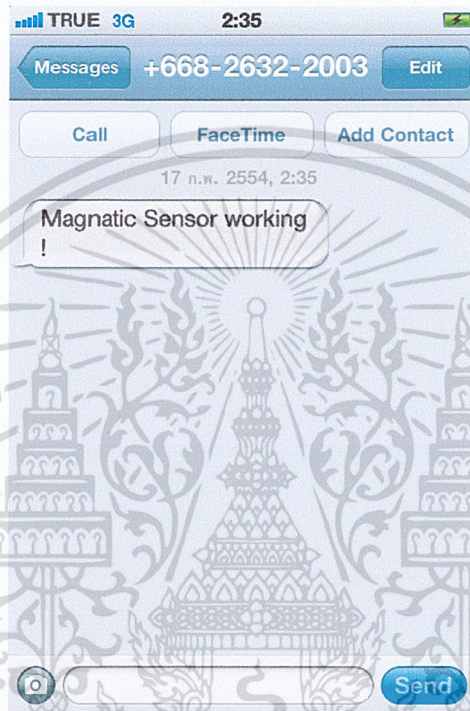 TRUE 3G 2:35
Messages +668-2632-2003 Edit
Call FaceTime Add Contact
17 ก.พ. 2554, 2:35
Magnatic Sensor working
!
Send